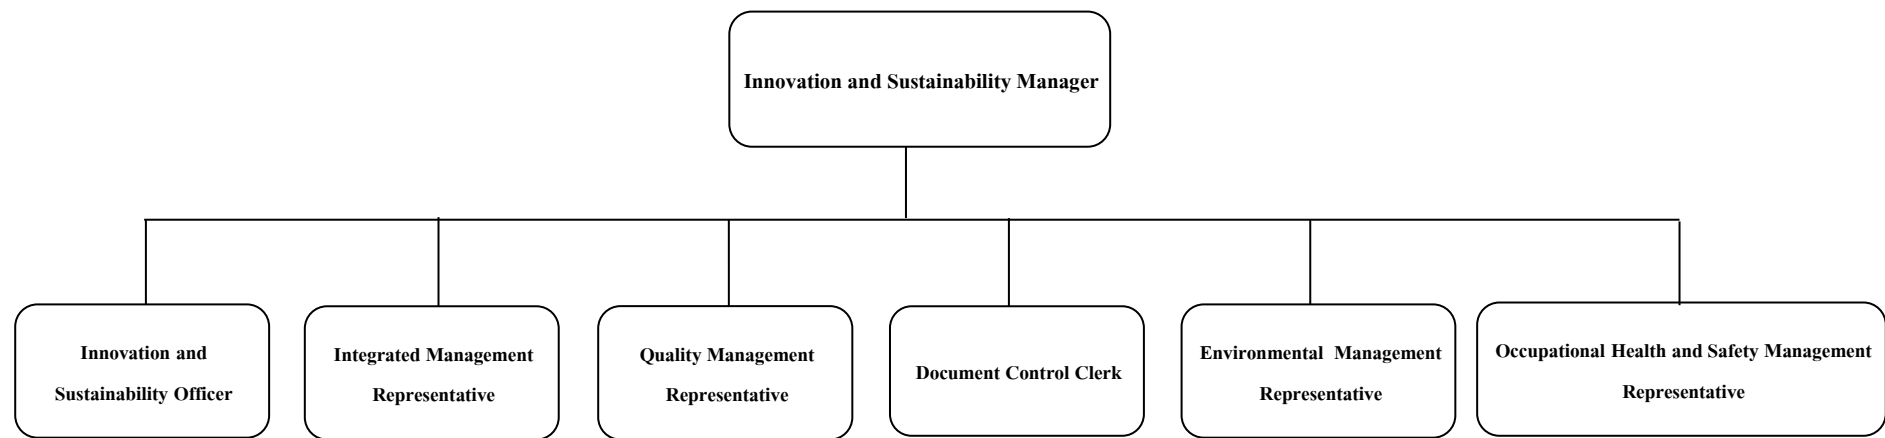 Innovation and Sustainability Manager
Innovation and
Sustainability Officer
Integrated Management
Representative
Quality Management
Representative
Document Control Clerk
Environmental Management
Representative
Occupational Health and Safety Management
Representative